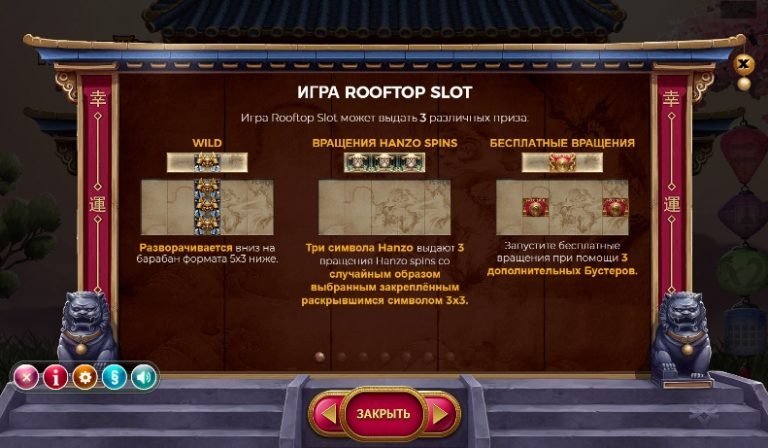 ИГРА ROOFTOP SLOT
Игра Rooftop Slot может выдать 3 различных приза:
WILD
ВРАЩЕНИЯ HANZO SPINS
БЕСПЛАТНЫЕ ВРАЩЕНИЯ
Разворачивается вниз на
барабан формата 5x3 ниже.
Три символа Hanzo выдают 3
вращения Hanzo spins со
случайным образом
выбранным закреплённым
раскрывшимся символом 3x3.
Запустите бесплатные
вращения при помощи 3
дополнительных Бустеров.
幸
運
幸
運
ЗАКРЫТЬ